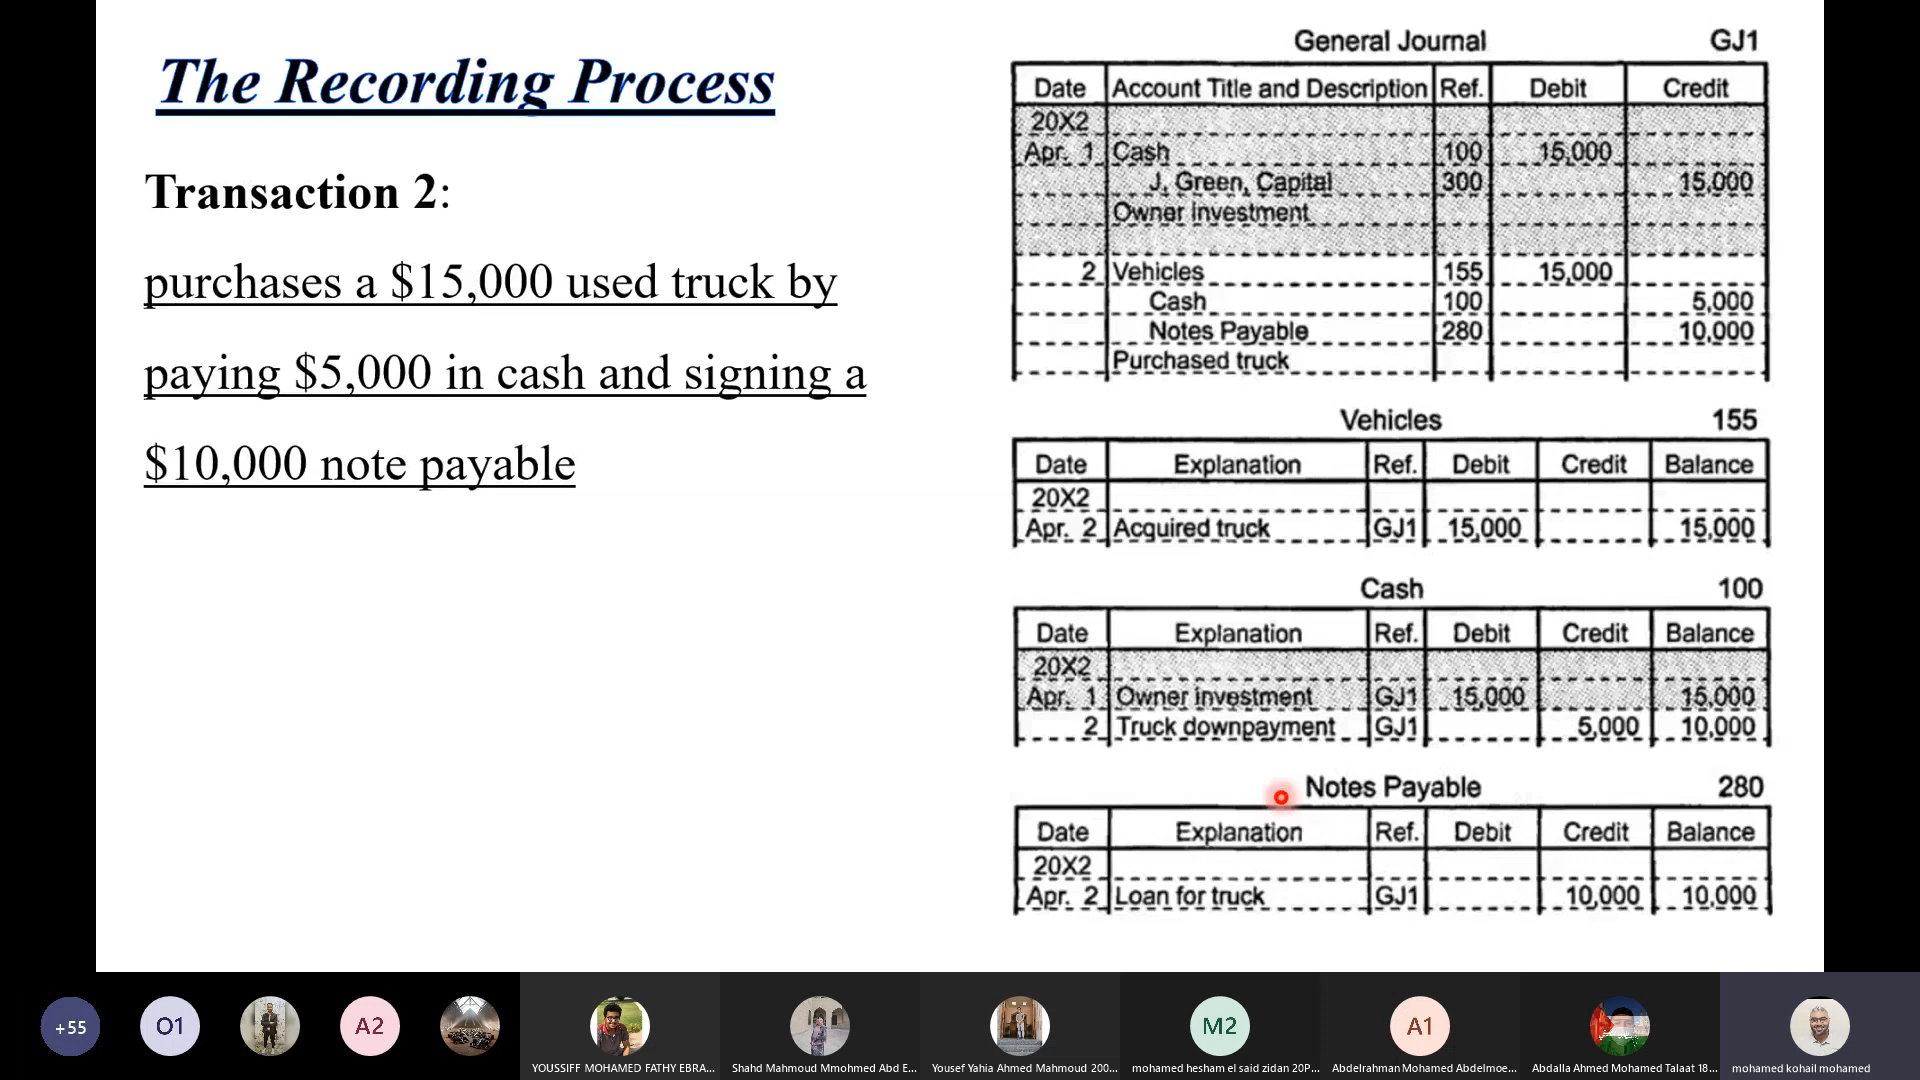 The Recording Process
Transaction 2:
purchases a $15,000 used truck by
paying $5,000 in cash and signing a
$10,000 note payable
General Journal GJ1
Date Account Title and Description Ref. Debit Credit
20X2
Apr. 1 Cash 100 15,000
J. Green, Capital 300 15,000
Owner investment
2 Vehicles 155 15,000
Cash 100 5,000
Notes Payable 280 10,000
Purchased truck
Vehicles 155
Date Explanation Ref. Debit Credit Balance
20X2
Apr. 2 Acquired truck GJ1 15,000 15,000
Cash 100
Date Explanation Ref. Debit Credit Balance
20X2
Apr. 1 Owner investment GJ1 15,000 15,000
2 Truck downpayment GJ1 5,000 10,000
Notes Payable 280
Date Explanation Ref. Debit Credit Balance
20X2
Apr. 2 Loan for truck GJ1 10,000 10,000
+55 O1 A2 M2 A1
YOUSSIFF MOHAMED FATHY EBRA... Shahd Mahmoud Mmohmed Abd E... Yousef Yahia Ahmed Mahmoud 200... mohamed hesham el said zidan 20P... Abdelrahman Mohamed Abdelmoe... Abdalla Ahmed Mohamed Talaat 18... mohamed kohail mohamed